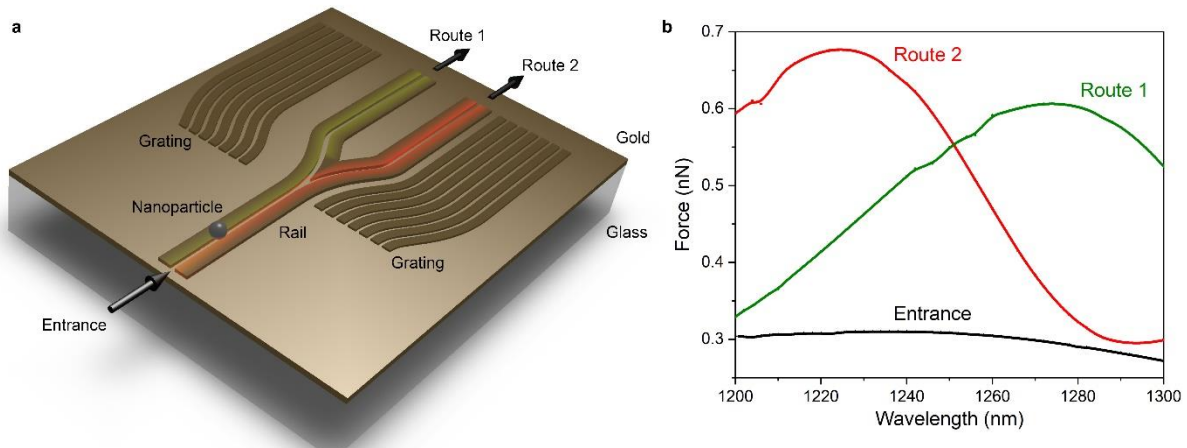 a
Route 1
Route 2
Grating
Gold
Nanoparticle
Rail
Glass
Grating
Entrance
b
0.7
0.6
0.5
0.4
0.3
Force (nN)
Route 2
Route 1
Entrance
1200
1220
1240
1260
1280
1300
Wavelength (nm)